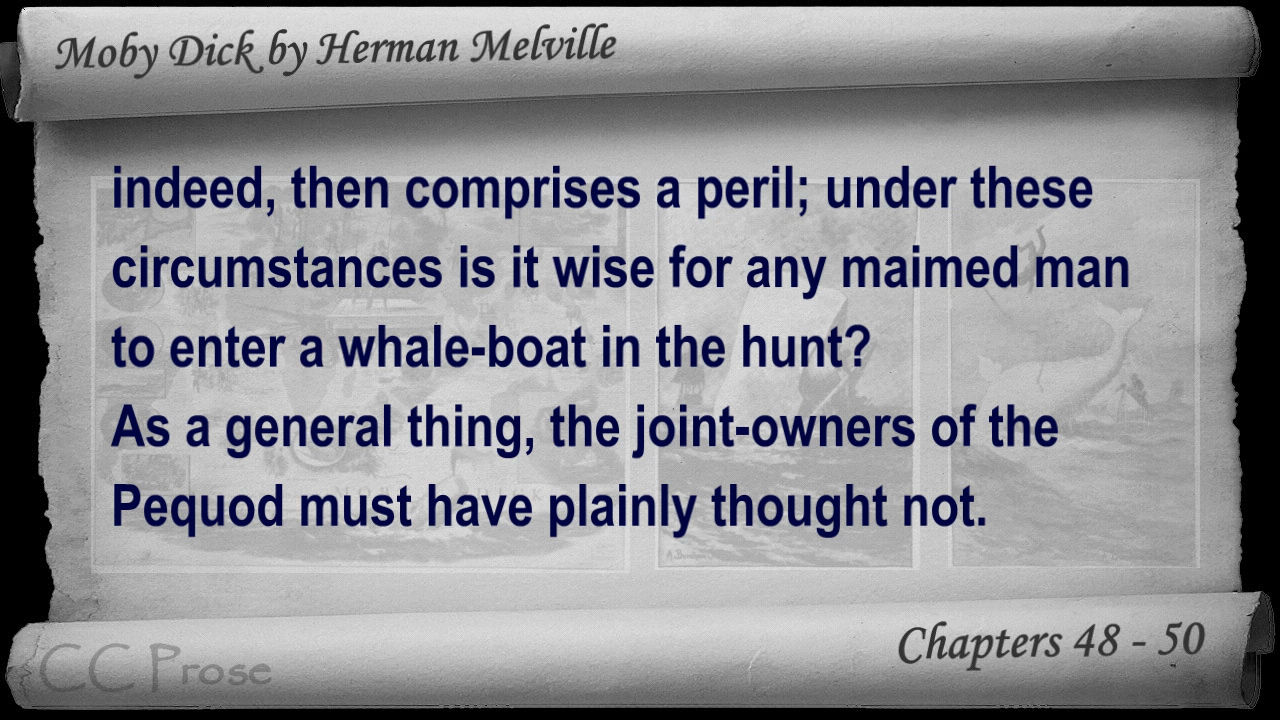 Moby Dick by Herman Melville
indeed, then comprises a peril; under these
circumstances is it wise for any maimed man
to enter a whale-boat in the hunt?
As a general thing, the joint-owners of the
Pequod must have plainly thought not.
Chapters 48 - 50
CC Prose